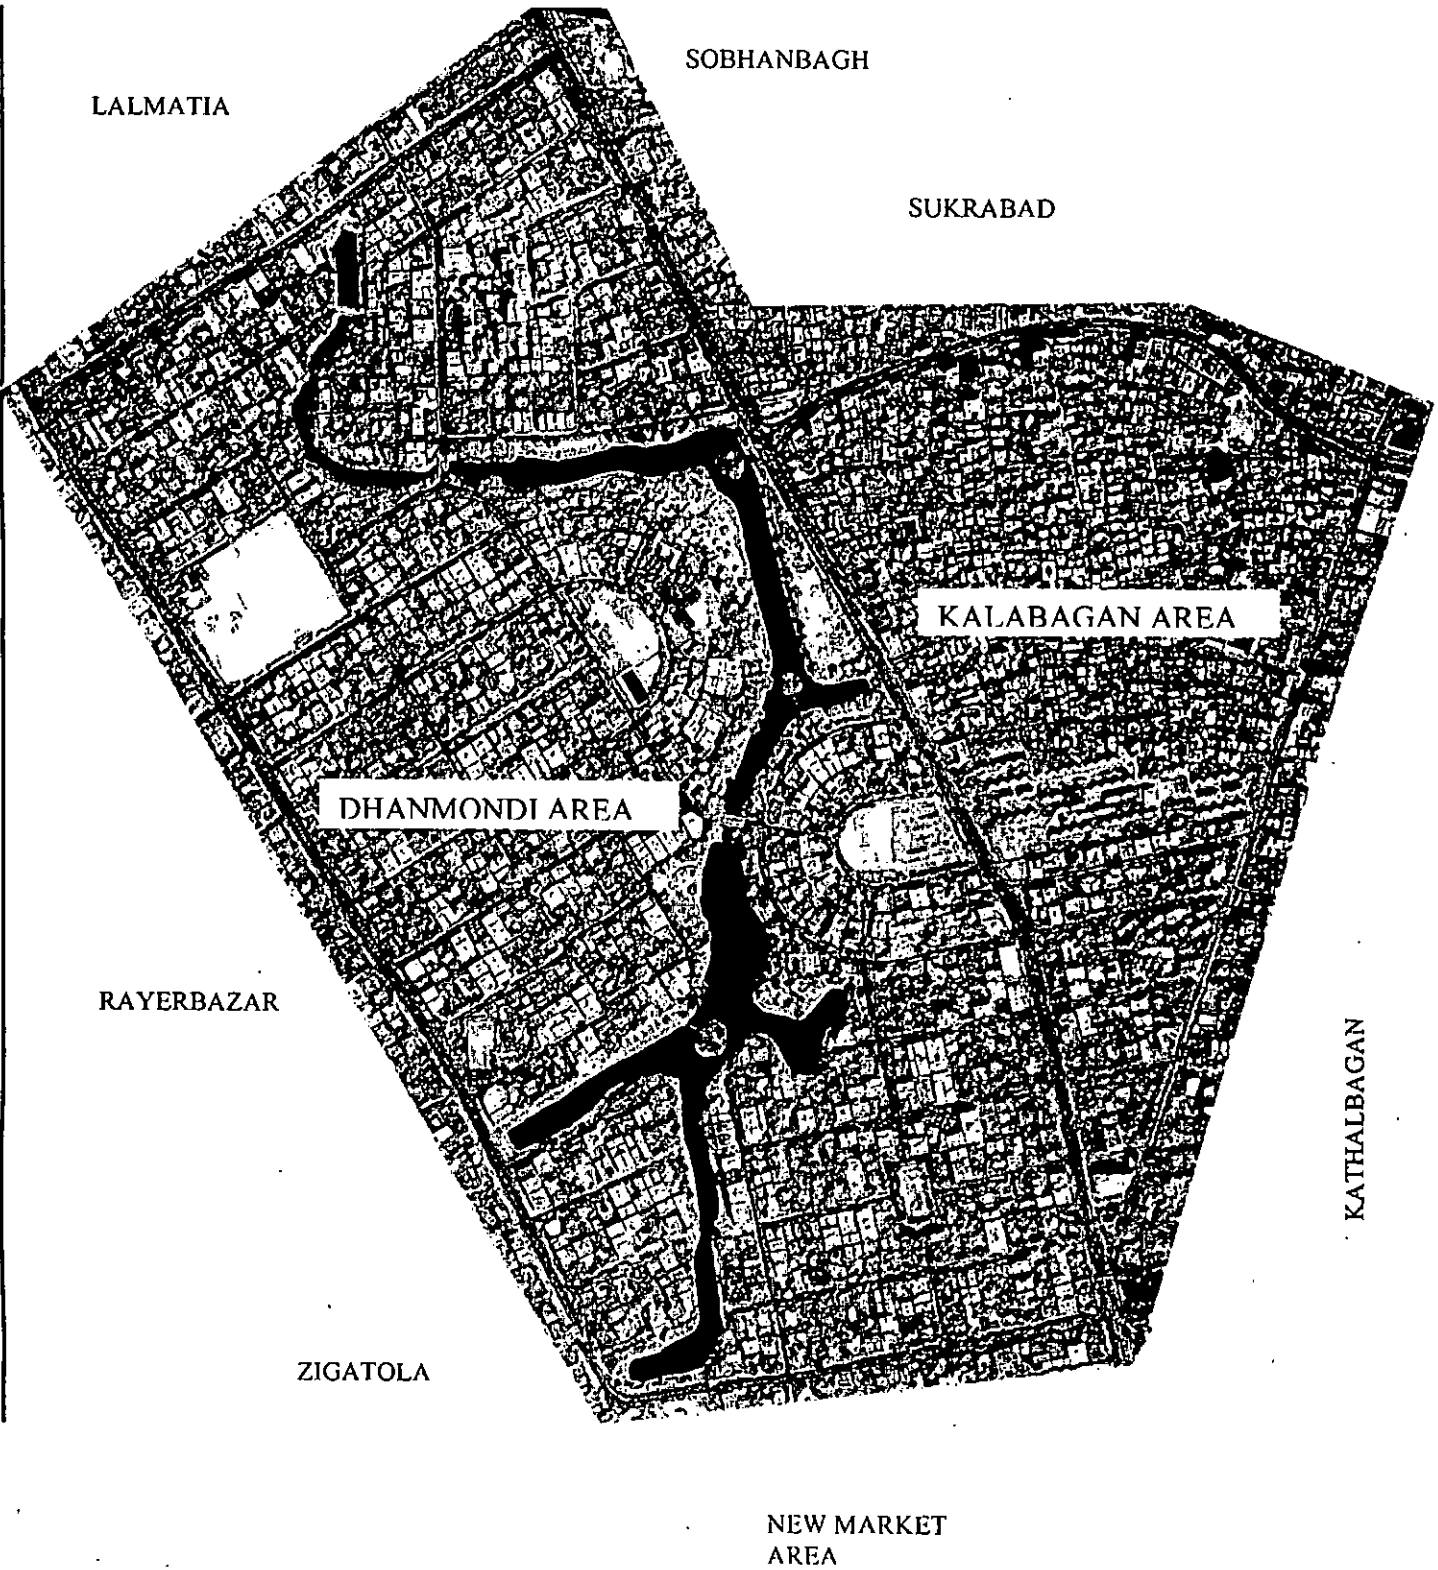 SOBHANBAGH
LALMATIA
SUKRABAD
KALABAGAN AREA
DHANMONDI AREA
RAYERBAZAR
KATHALBAGAN
ZIGATOLA
NEW MARKET
AREA